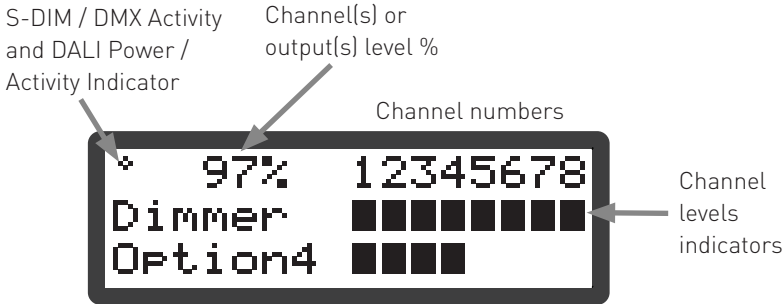 S-DIM / DMX Activity
and DALI Power /
Activity Indicator
Channel(s) or
output(s) level %
Channel numbers
° 97% 12345678
Dimmer
Option4
Channel
levels
indicators